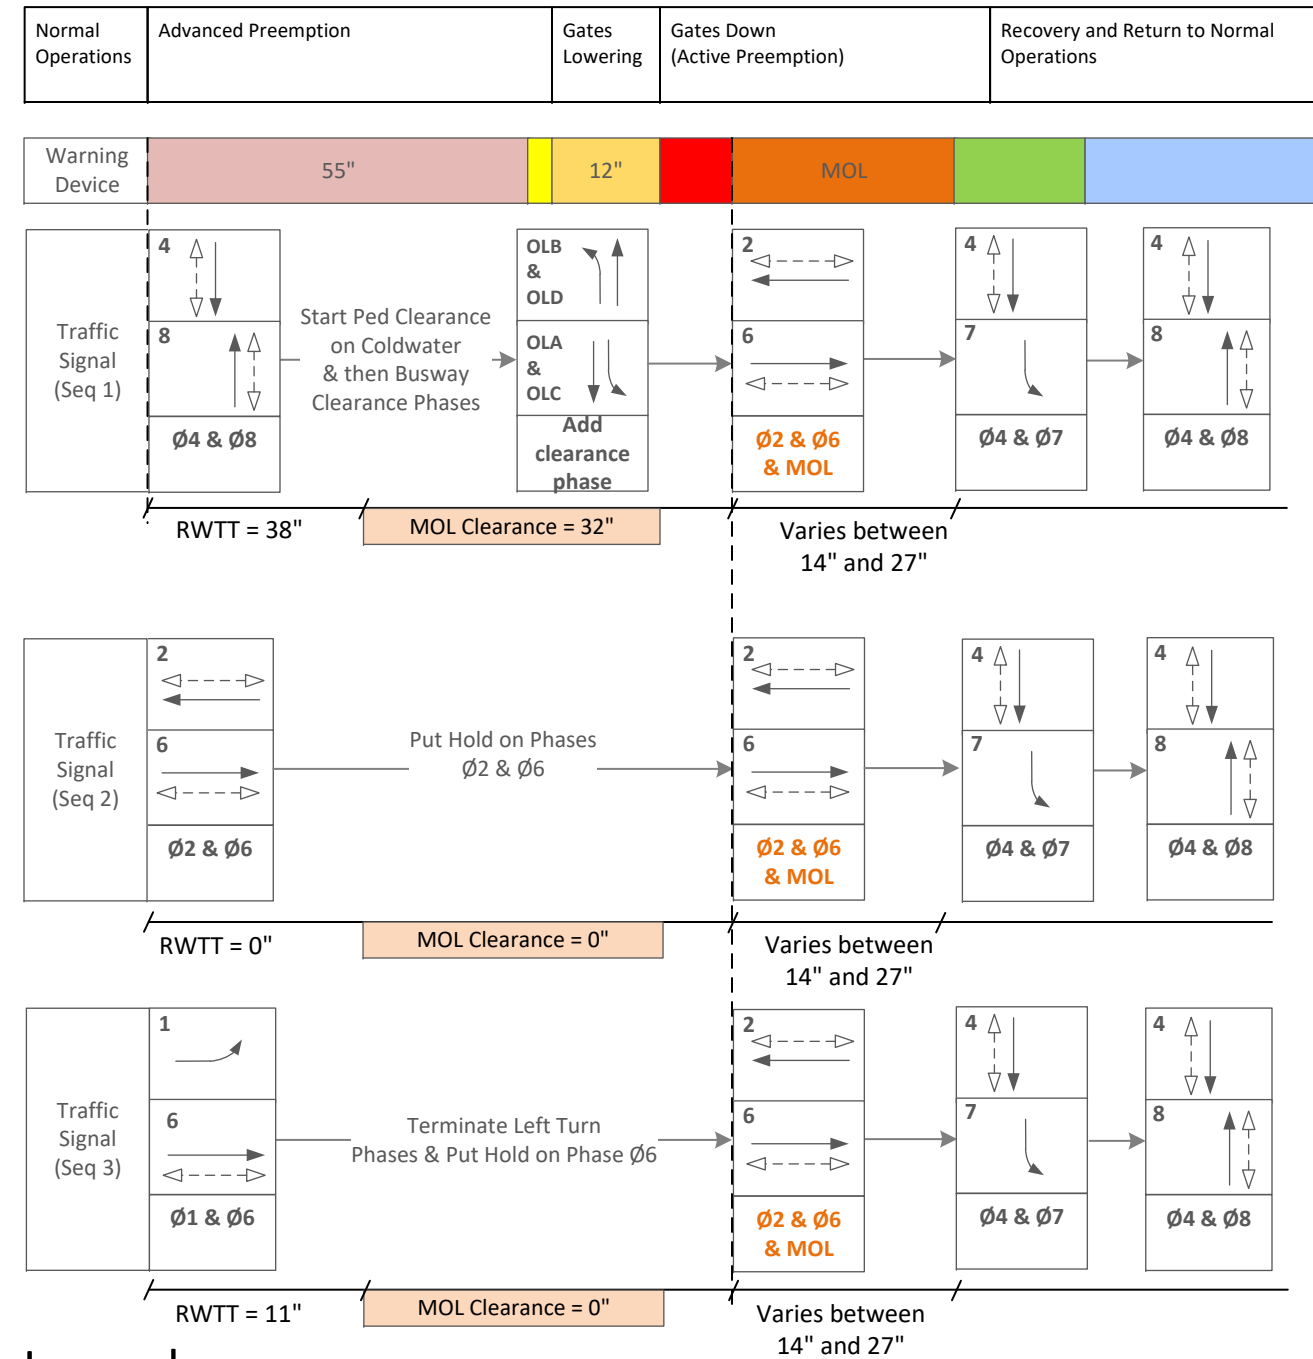 Normal
Operations
Advanced Preemption
Gates
Lowering
Gates Down
(Active Preemption)
Recovery and Return to Normal
Operations
Warning
Device
55"
12"
MOL
Traffic
Signal
(Seq 1)
4
8
Ø4 & Ø8
Start Ped Clearance
on Coldwater
& then Busway
Clearance Phases
OLB
&
OLD
OLA
&
OLC
Add
clearance
phase
2
6
Ø2 & Ø6
& MOL
4
7
Ø4 & Ø7
4
8
Ø4 & Ø8
RWTT = 38"
MOL Clearance = 32"
Varies between
14" and 27"
Traffic
Signal
(Seq 2)
2
6
Ø2 & Ø6
Put Hold on Phases
Ø2 & Ø6
2
6
Ø2 & Ø6
& MOL
4
7
Ø4 & Ø7
4
8
Ø4 & Ø8
RWTT = 0"
MOL Clearance = 0"
Varies between
14" and 27"
Traffic
Signal
(Seq 3)
1
6
Ø1 & Ø6
Terminate Left Turn
Phases & Put Hold on Phase Ø6
2
6
Ø2 & Ø6
& MOL
4
7
Ø4 & Ø7
4
8
Ø4 & Ø8
RWTT = 11"
MOL Clearance = 0"
Varies between
14" and 27"